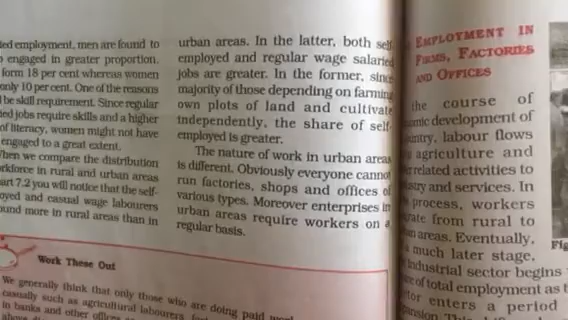 employment, men are found to
engaged in greater proportion.
form 18 per cent whereas women
only 10 per cent. One of the reasons
be skill requirement. Since regular
jobs require skills and a higher
of literacy, women might not have
engaged to a great extent.
When we compare the distribution
workforce in rural and urban areas
7.2 you will notice that the self-
and casual wage labourers
more in rural areas than in
urban areas. In the latter, both self-
employed and regular wage salaried
jobs are greater. In the former, since
majority of those depending on farming
own plots of land and cultivate
independently, the share of self-
employed is greater.
The nature of work in urban areas
is different. Obviously everyone cannot
run factories, shops and offices of
various types. Moreover enterprises in
urban areas require workers on a
regular basis.
Work These Out
We generally think that only those who are doing paid
casually such as agricultural labourers,
in banks and other
EMPLOYMENT IN
FIRMS, FACTORIES
AND OFFICES
the course of
development of
labour flows
agriculture and
related activities to
and services. In
process, workers
from rural to
areas. Eventually,
much later stage,
industrial sector begins
of total employment as
enters a period
Fig